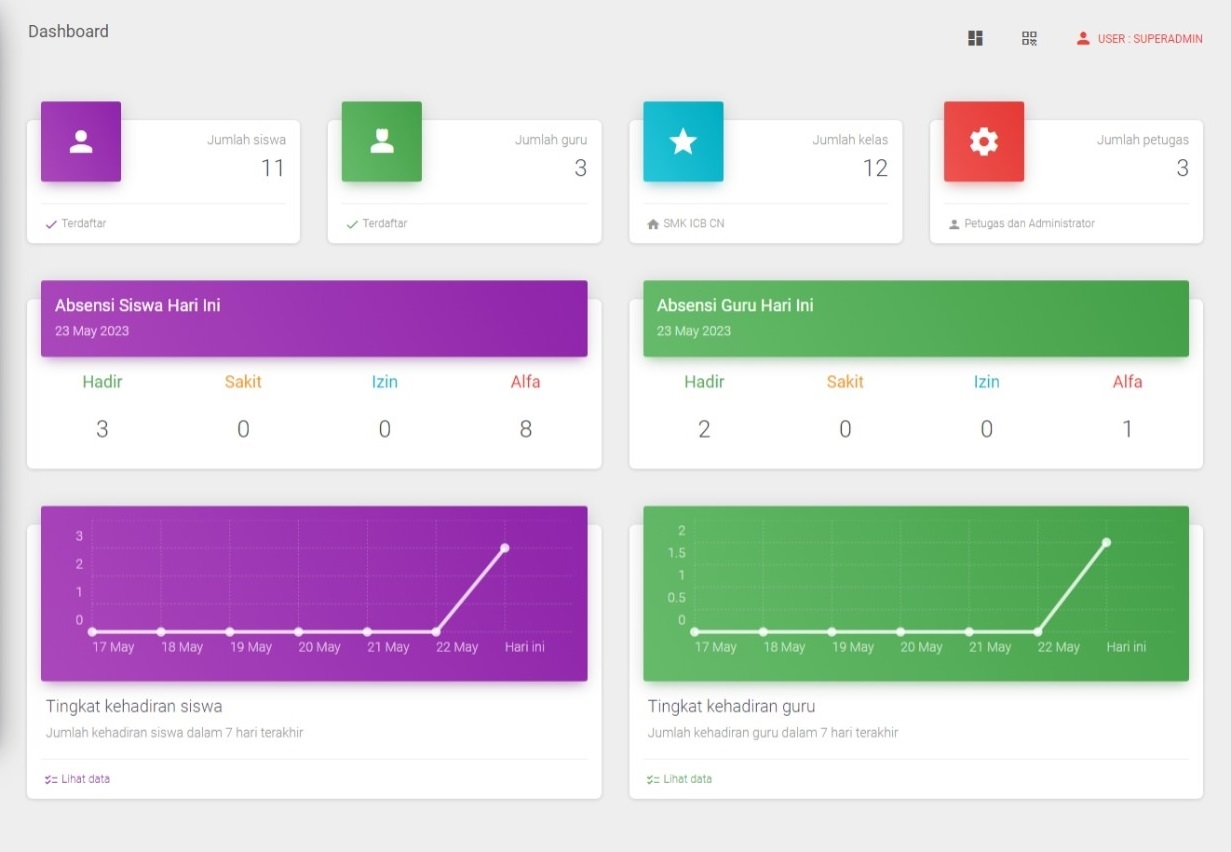 Dashboard
USER : SUPERADMIN
Jumlah siswa
11
Terdaftar
Jumlah guru
3
Terdaftar
Jumlah kelas
12
SMK ICB CN
Jumlah petugas
3
Petugas dan Administrator
Absensi Siswa Hari Ini
23 May 2023
Hadir Sakit Izin Alfa
3 0 0 8
Absensi Guru Hari Ini
23 May 2023
Hadir Sakit Izin Alfa
2 0 0 1
3
2
1
0
17 May 18 May 19 May 20 May 21 May 22 May Hari ini
Tingkat kehadiran siswa
Jumlah kehadiran siswa dalam 7 hari terakhir
Lihat data
2
1.5
1
0.5
0
17 May 18 May 19 May 20 May 21 May 22 May Hari ini
Tingkat kehadiran guru
Jumlah kehadiran guru dalam 7 hari terakhir
Lihat data